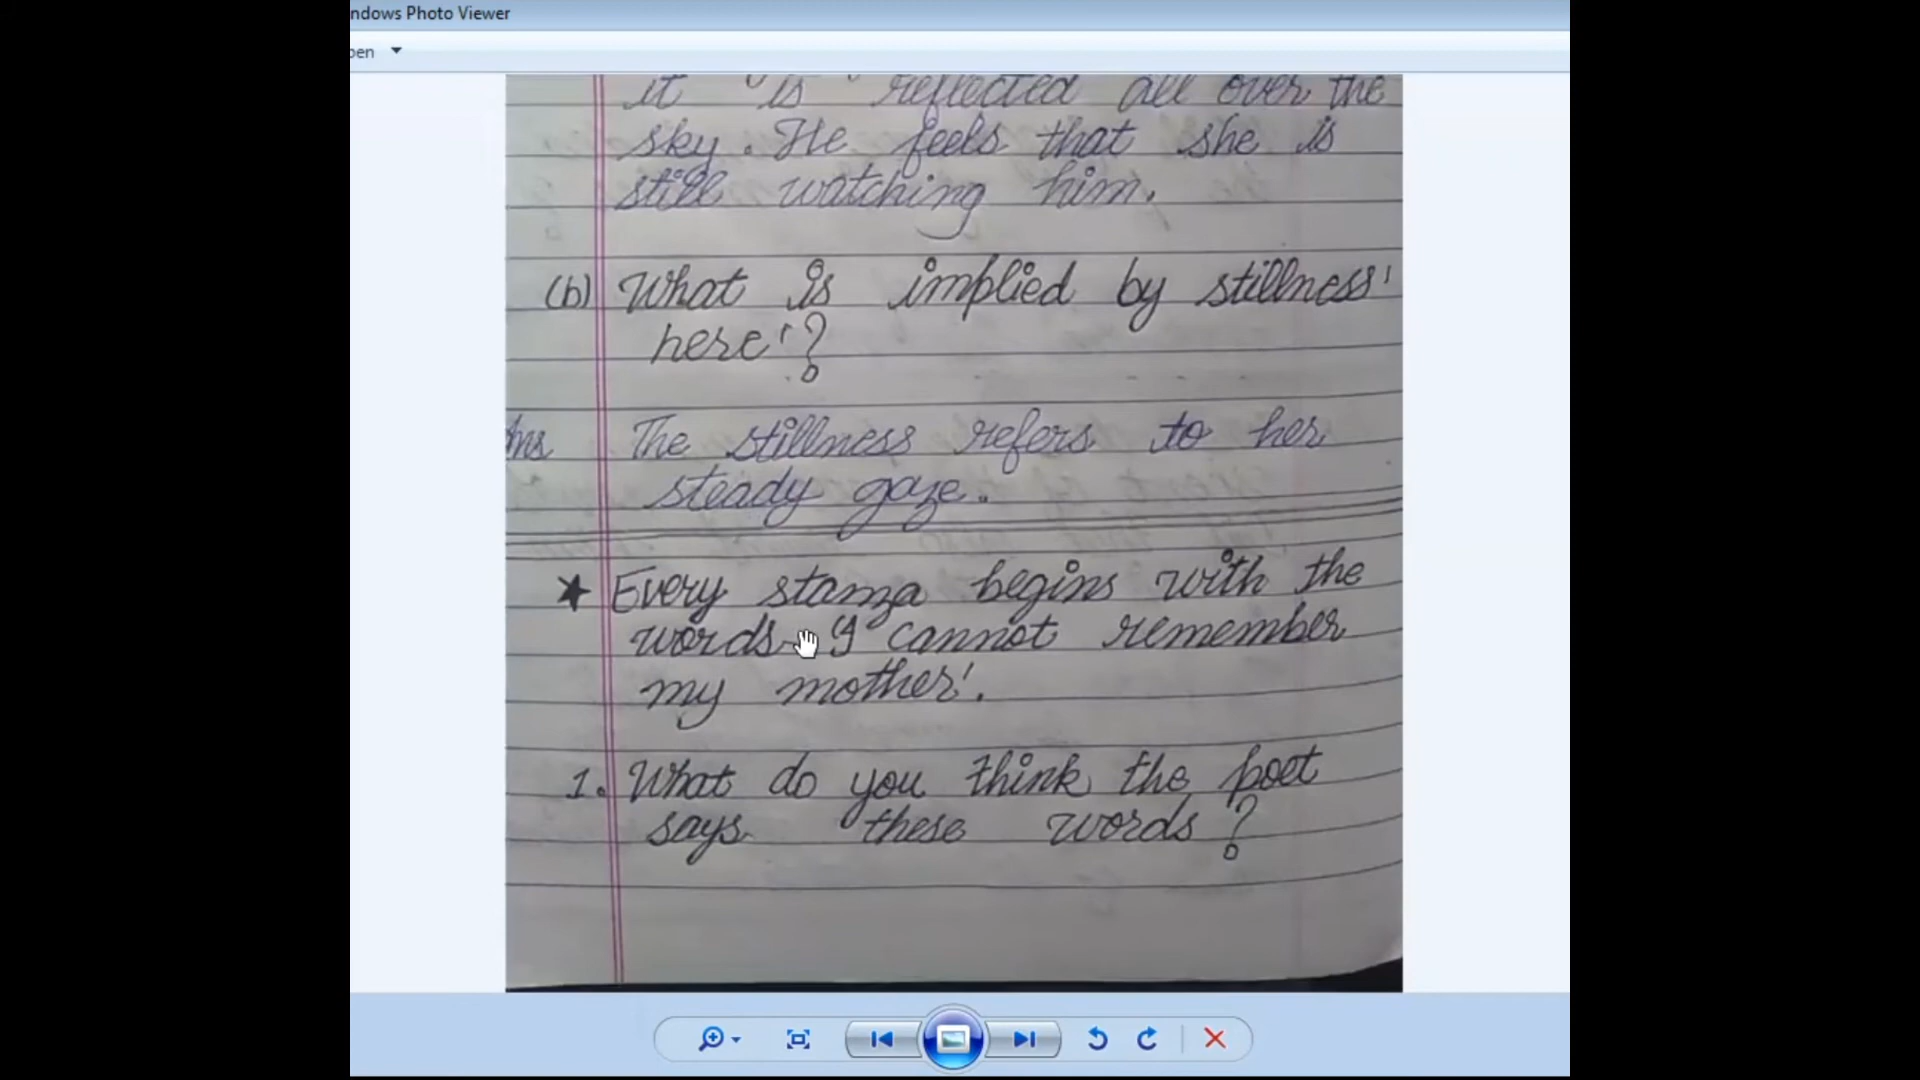 ndows Photo Viewer
pen
it is reflected all over the
sky. He feels that she is
still watching him.
(b) What is implied by stillness'
here'?
Ans The stillness refers to her
steady gaze.
★ Every stanza begins with the
words 'I cannot remember
my mother'.
1. What do you think the poet
says these words?